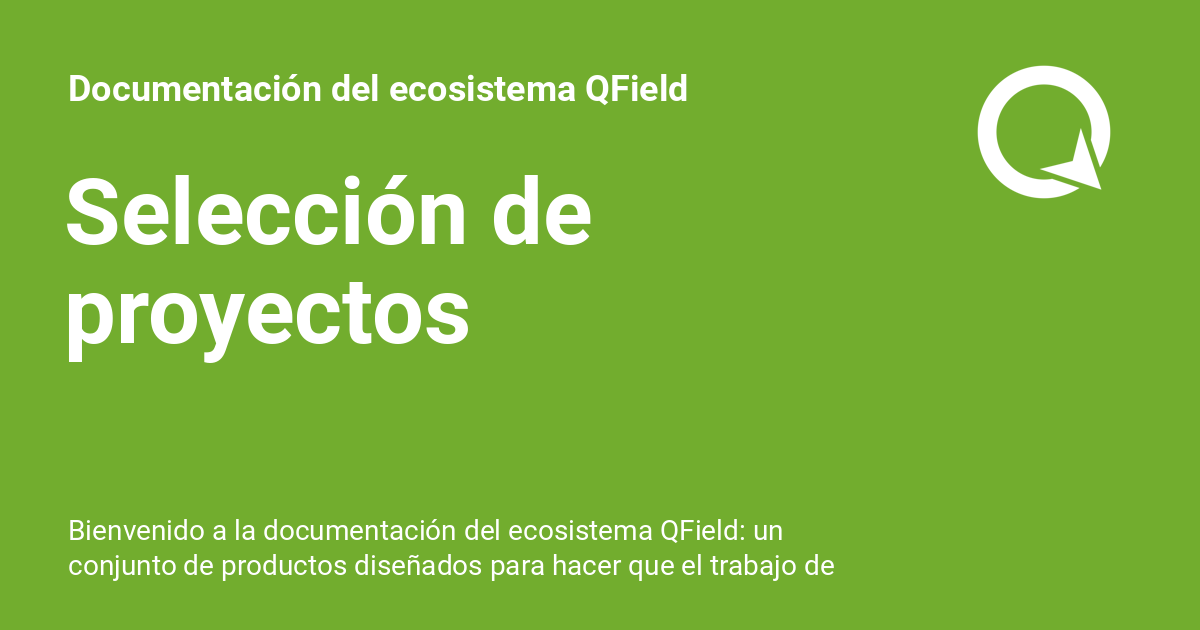 Documentación del ecosistema QField
Selección de
proyectos
Bienvenido a la documentación del ecosistema QField: un
conjunto de productos diseñados para hacer que el trabajo de